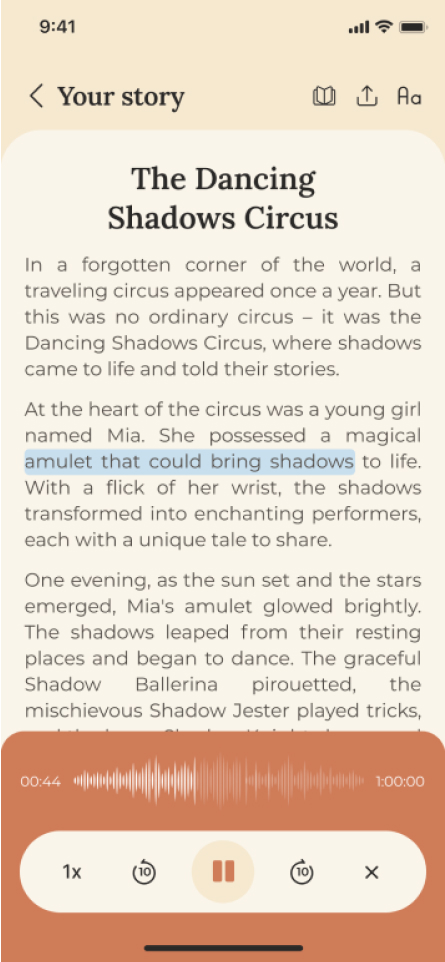 9:41
Your story
Aa
The Dancing
Shadows Circus
In a forgotten corner of the world, a
traveling circus appeared once a year. But
this was no ordinary circus – it was the
Dancing Shadows Circus, where shadows
came to life and told their stories.
At the heart of the circus was a young girl
named Mia. She possessed a magical
amulet that could bring shadows to life.
With a flick of her wrist, the shadows
transformed into enchanting performers,
each with a unique tale to share.
One evening, as the sun set and the stars
emerged, Mia's amulet glowed brightly.
The shadows leaped from their resting
places and began to dance. The graceful
Shadow Ballerina pirouetted, the
mischievous Shadow Jester played tricks,
00:44
1:00:00
1x
10
10